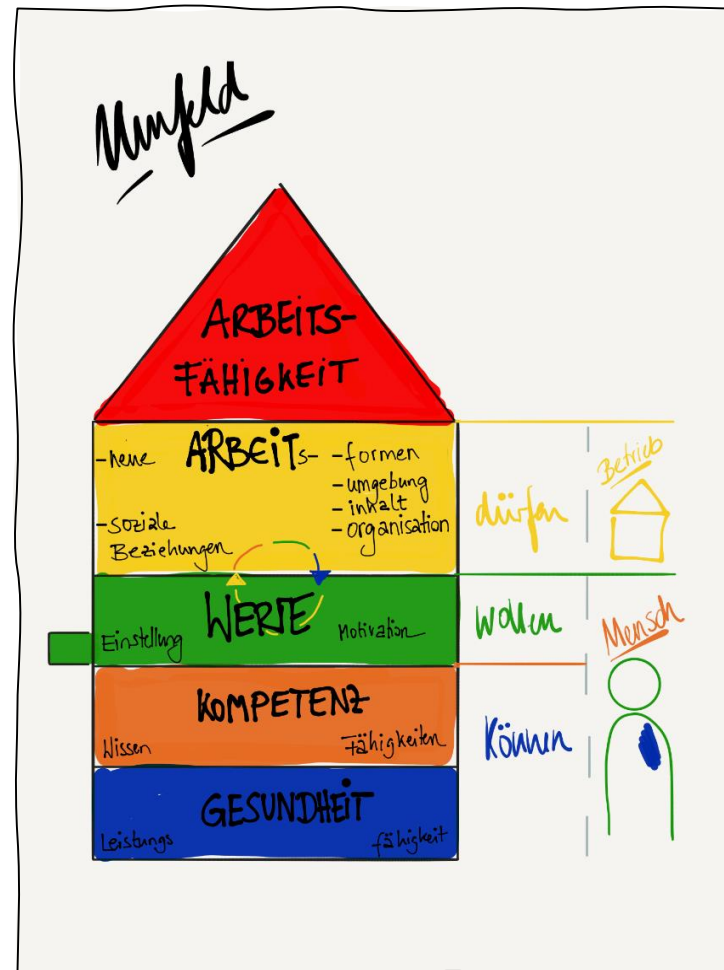 Umfeld
ARBEITS-
FÄHIGKEIT
-neue ARBEITs- -formen
-umgebung
-inhalt
-soziale -organisation
Beziehungen
dürfen
Betrieb
Einstellung WERTE Motivation
wollen
Mensch
KOMPETENZ
Wissen Fähigkeiten
Können
GESUNDHEIT
Leistungs fähigkeit